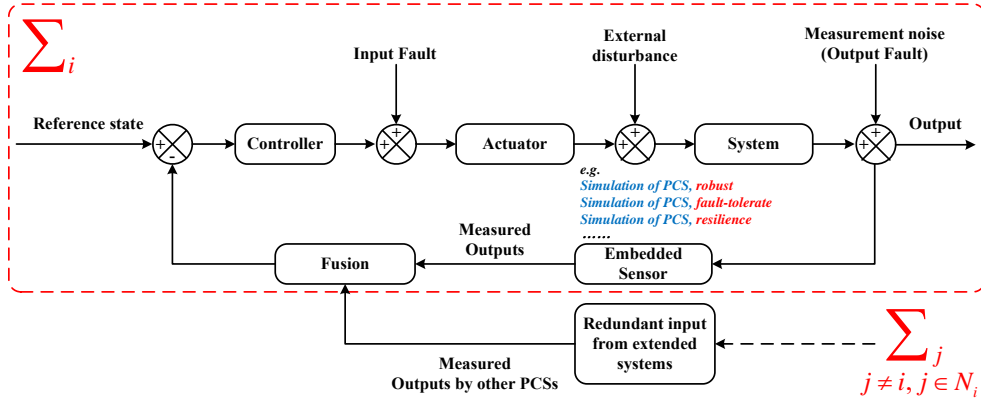 ∑i
Input Fault
External
disturbance
Measurement noise
(Output Fault)
Reference state
+
-
Controller
+
+
Actuator
+
+
System
+
+
Output
e.g.
Simulation of PCS, robust
Simulation of PCS, fault-tolerate
Simulation of PCS, resilience
……
Measured
Outputs
Fusion
Embedded
Sensor
Redundant input
from extended
systems
Measured
Outputs by other PCSs
∑j
j ≠ i, j ∈ Ni